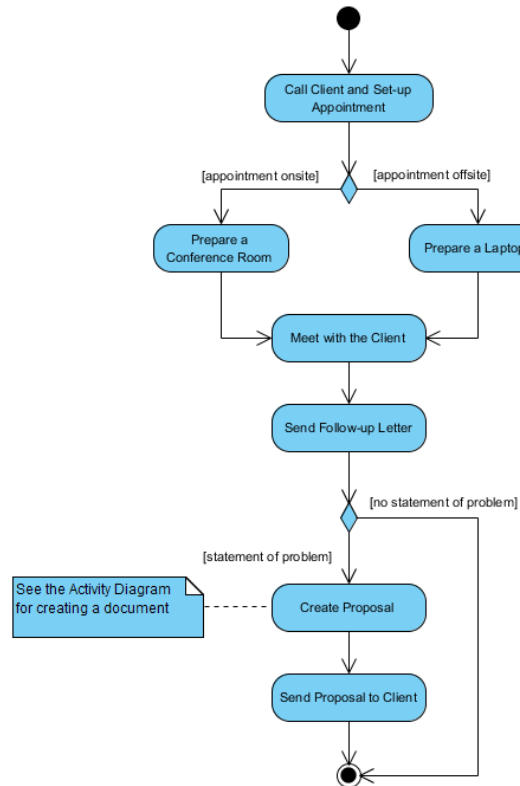 Call Client and Set-up
Appointment
[appointment onsite]
[appointment offsite]
Prepare a
Conference Room
Prepare a Laptop
Meet with the Client
Send Follow-up Letter
[no statement of problem]
[statement of problem]
See the Activity Diagram
for creating a document
Create Proposal
Send Proposal to Client